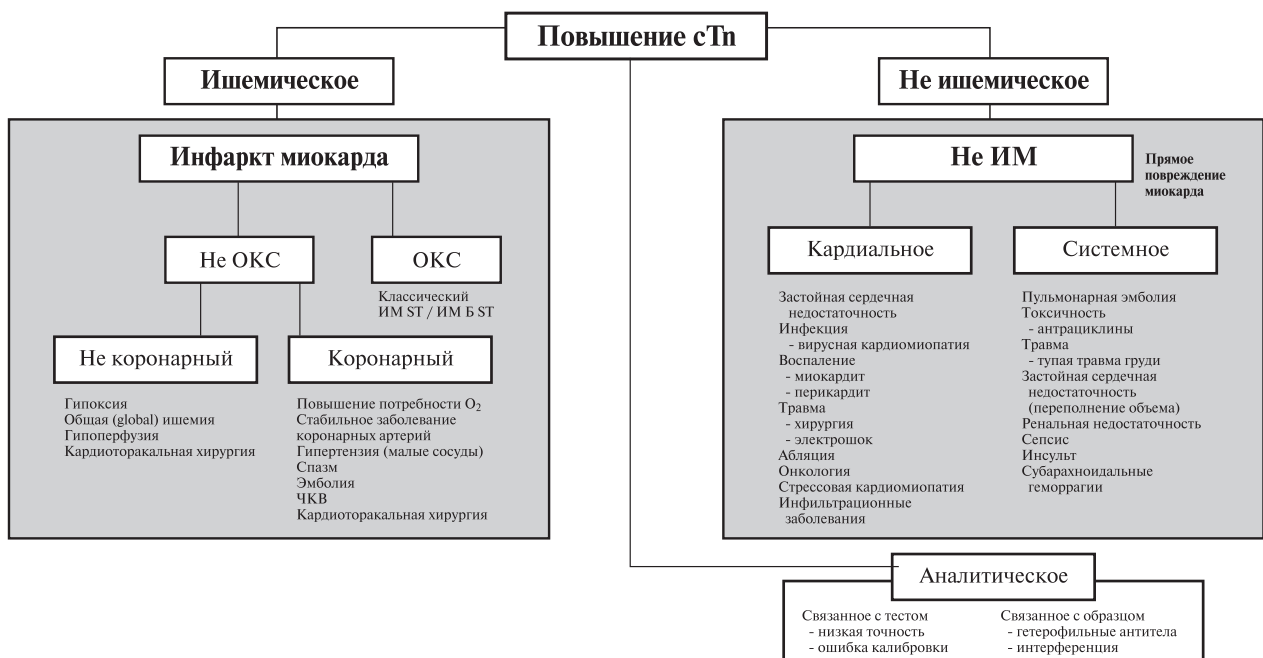 Повышение cTn
Ишемическое
Не ишемическое
Инфаркт миокарда
Не ОКС
ОКС
Классический
ИМ ST / ИМ Б ST
Не коронарный
Гипоксия
Общая (global) ишемия
Гипоперфузия
Кардиоторакальная хирургия
Коронарный
Повышение потребности O₂
Стабильное заболевание
коронарных артерий
Гипертензия (малые сосуды)
Спазм
Эмболия
ЧКВ
Кардиоторакальная хирургия
Не ИМ
Прямое
повреждение
миокарда
Кардиальное
Застойная сердечная
недостаточность
Инфекция
- вирусная кардиомиопатия
Воспаление
- миокардит
- перикардит
Травма
- хирургия
- электрошок
Абляция
Онкология
Стрессовая кардиомиопатия
Инфильтрационные
заболевания
Системное
Пульмонарная эмболия
Токсичность
- антрациклины
Травма
- тупая травма груди
Застойная сердечная
недостаточность
(переполнение объема)
Ренальная недостаточность
Сепсис
Инсульт
Субарахноидальные
геморрагии
Аналитическое
Связанное с тестом
- низкая точность
- ошибка калибровки
Связанное с образцом
- гетерофильные антитела
- интерференция